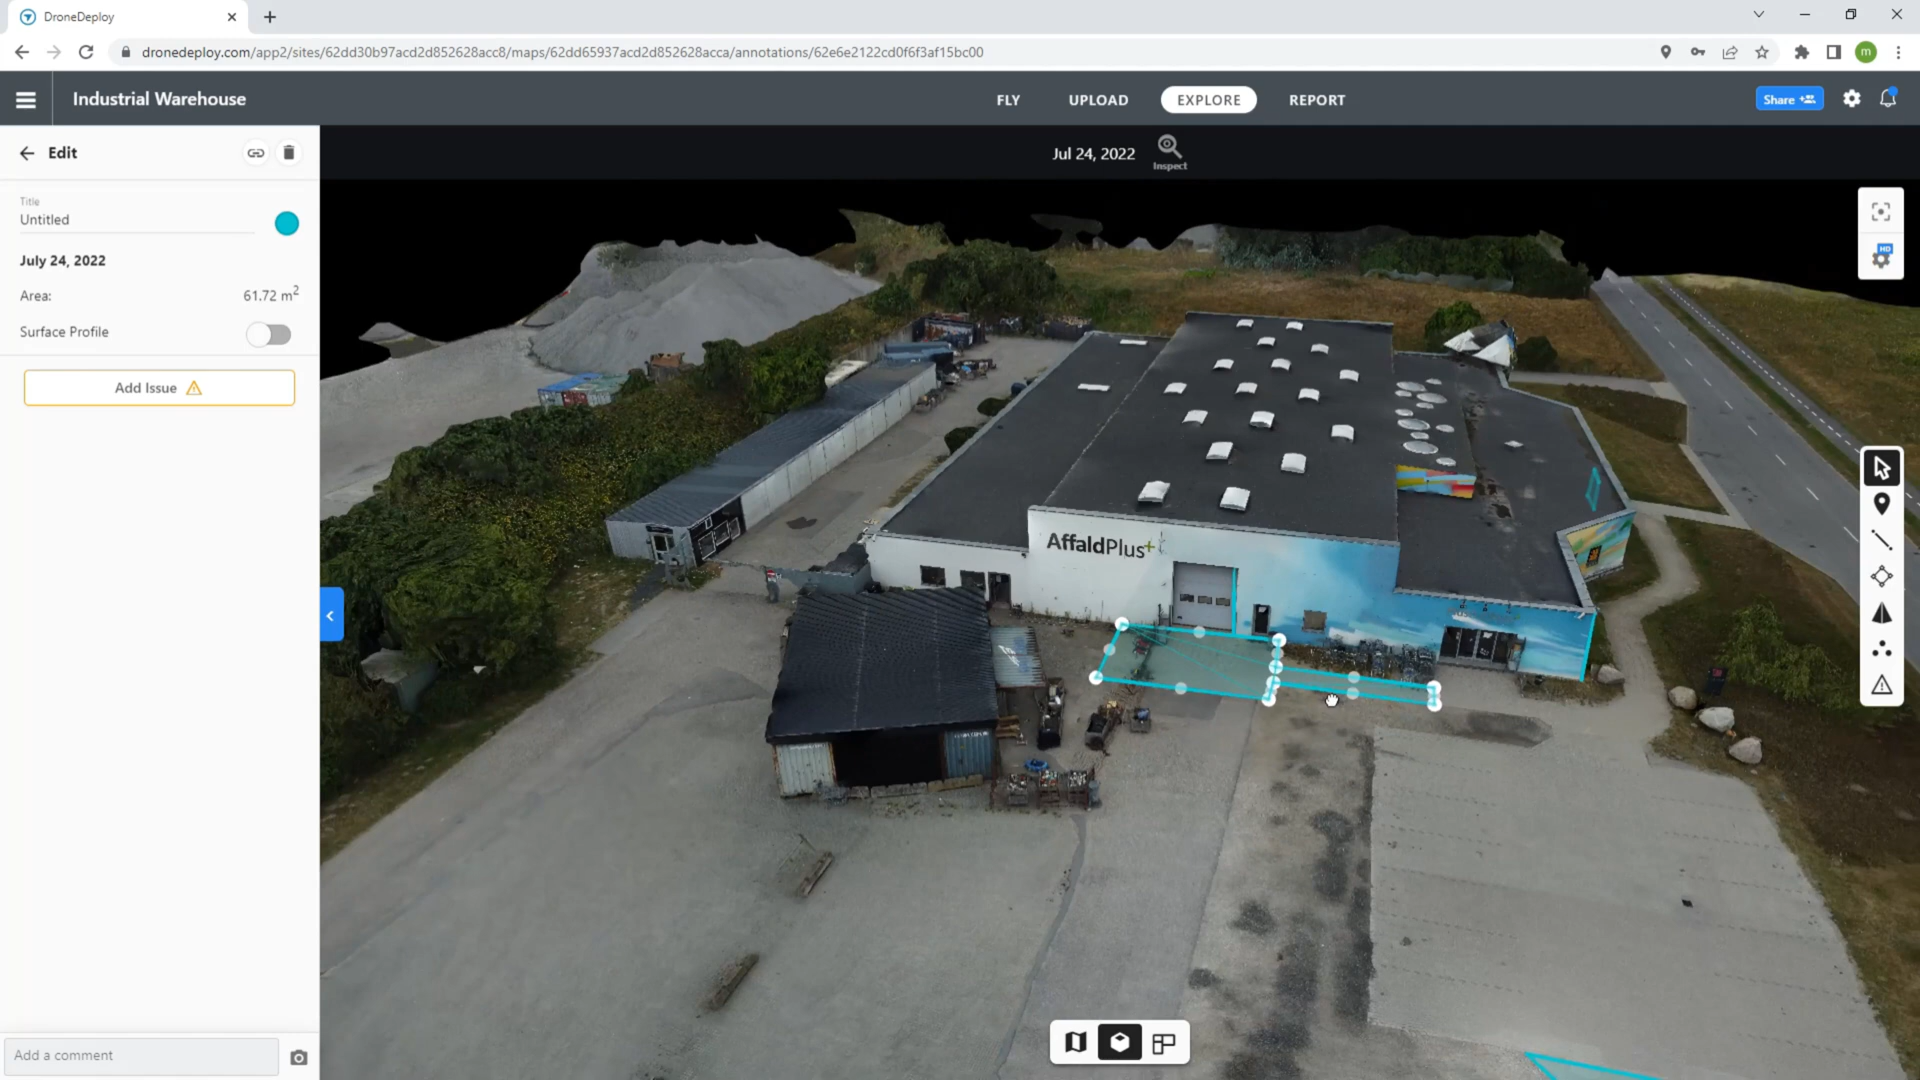 DroneDeploy
dronedeploy.com/app2/sites/62dd30b97acd2d852628acc8/maps/62dd65937acd2d852628acca/annotations/62e6e2122cd0f6f3af15bc00
m
Industrial Warehouse
FLY
UPLOAD
EXPLORE
REPORT
Share
Edit
Jul 24, 2022
Inspect
Title
Untitled
July 24, 2022
Area:
61.72 m²
Surface Profile
Add Issue
HD
AffaldPlus+
Add a comment